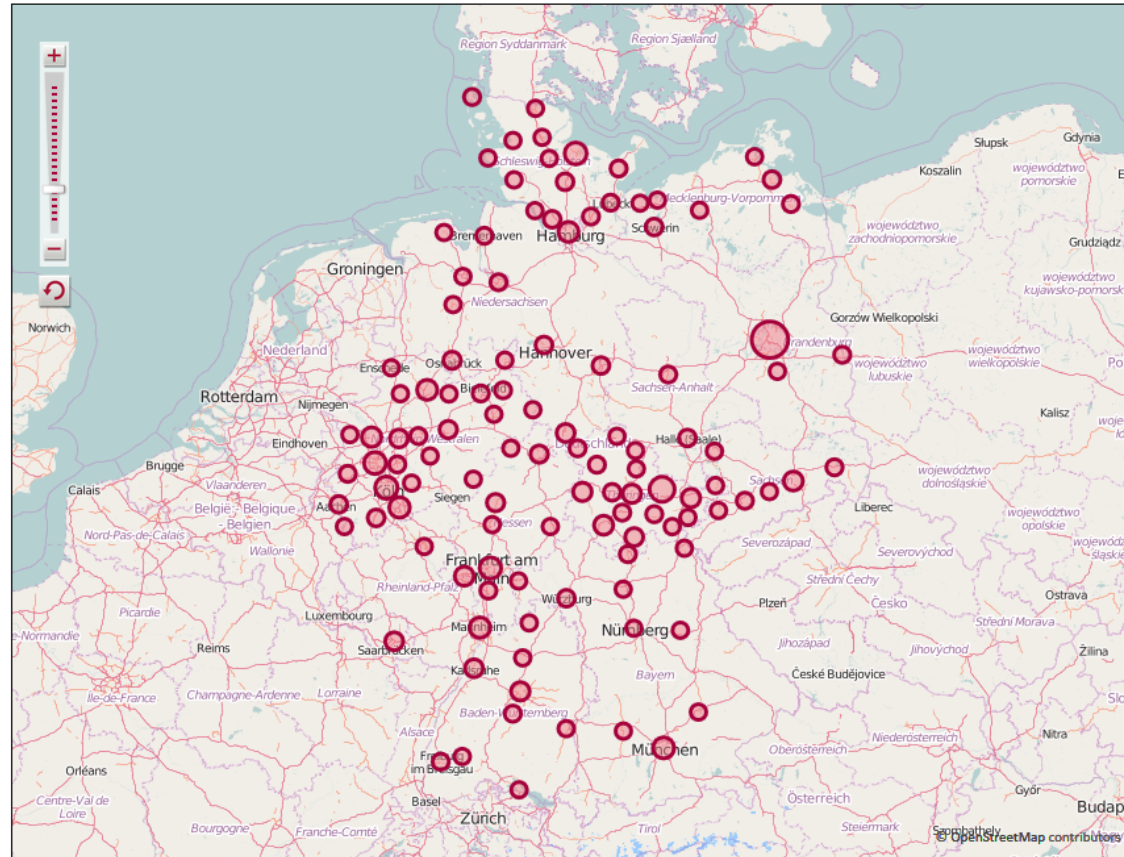 Region Syddanmark
Region Sjælland
Gdynia
Słupsk
Koszalin
województwo
pomorskie
Schleswig-Holstein
Mecklenburg-Vorpommern
Lübeck
Schwerin
Hamburg
Bremerhaven
województwo
zachodniopomorskie
Grudziądz
Groningen
województwo
kujawsko-pomorskie
Niedersachsen
Norwich
Gorzów Wielkopolski
Brandenburg
Nederland
Hannover
Osnabrück
Enschede
województwo
lubuskie
województwo
wielkopolskie
Sachsen-Anhalt
Bielefeld
Rotterdam
Nijmegen
Kalisz
Eindhoven
Nordrhein-Westfalen
Deutschland
Halle (Saale)
Brugge
Vlaanderen
Calais
Köln
Siegen
Sachsen
województwo
dolnośląskie
Aachen
België - Belgique
- Belgien
Thüringen
Liberec
Hessen
województwo
opolskie
Nord-Pas-de-Calais
Wallonie
Severozápad
Severovýchod
Frankfurt am
Main
Rheinland-Pfalz
Střední Čechy
Picardie
Luxembourg
Würzburg
Plzeň
Česko
Ostrava
Střední Morava
Mannheim
Nürnberg
Reims
Saarbrücken
Jihozápad
Jihovýchod
Žilina
Karlsruhe
Bayern
České Budějovice
Île-de-France
Champagne-Ardenne
Lorraine
Baden-Württemberg
Alsace
Niederösterreich
Nitra
München
Oberösterreich
Freiburg
im Breisgau
Orléans
Basel
Österreich
Győr
Centre-Val de
Loire
Zürich
Budap
Bourgogne
Franche-Comté
Tirol
Steiermark
Szombathely
© OpenStreetMap contributors